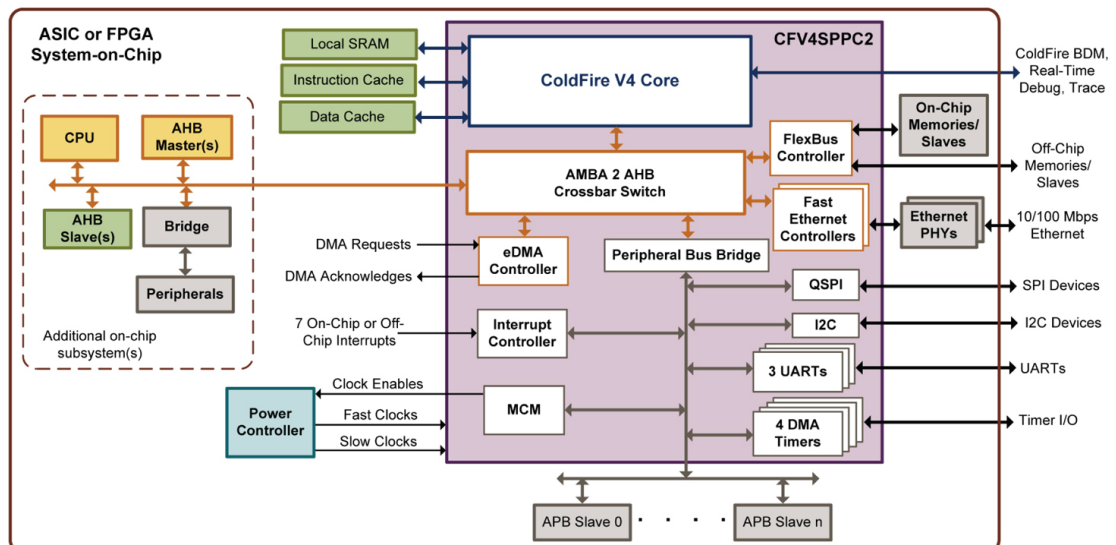 ASIC or FPGA
System-on-Chip
CFV4SPPC2
Local SRAM
Instruction Cache
Data Cache
ColdFire V4 Core
ColdFire BDM,
Real-Time
Debug, Trace
CPU
AHB
Master(s)
AHB
Slave(s)
Bridge
Peripherals
Additional on-chip
subsystem(s)
AMBA 2 AHB
Crossbar Switch
FlexBus
Controller
On-Chip
Memories/
Slaves
Off-Chip
Memories/
Slaves
Fast
Ethernet
Controllers
Ethernet
PHYs
10/100 Mbps
Ethernet
DMA Requests
DMA Acknowledges
eDMA
Controller
Peripheral Bus Bridge
QSPI
SPI Devices
7 On-Chip or Off-
Chip Interrupts
Interrupt
Controller
I2C
I2C Devices
3 UARTs
UARTs
Clock Enables
Fast Clocks
Slow Clocks
Power
Controller
MCM
4 DMA
Timers
Timer I/O
APB Slave 0
. . . .
APB Slave n